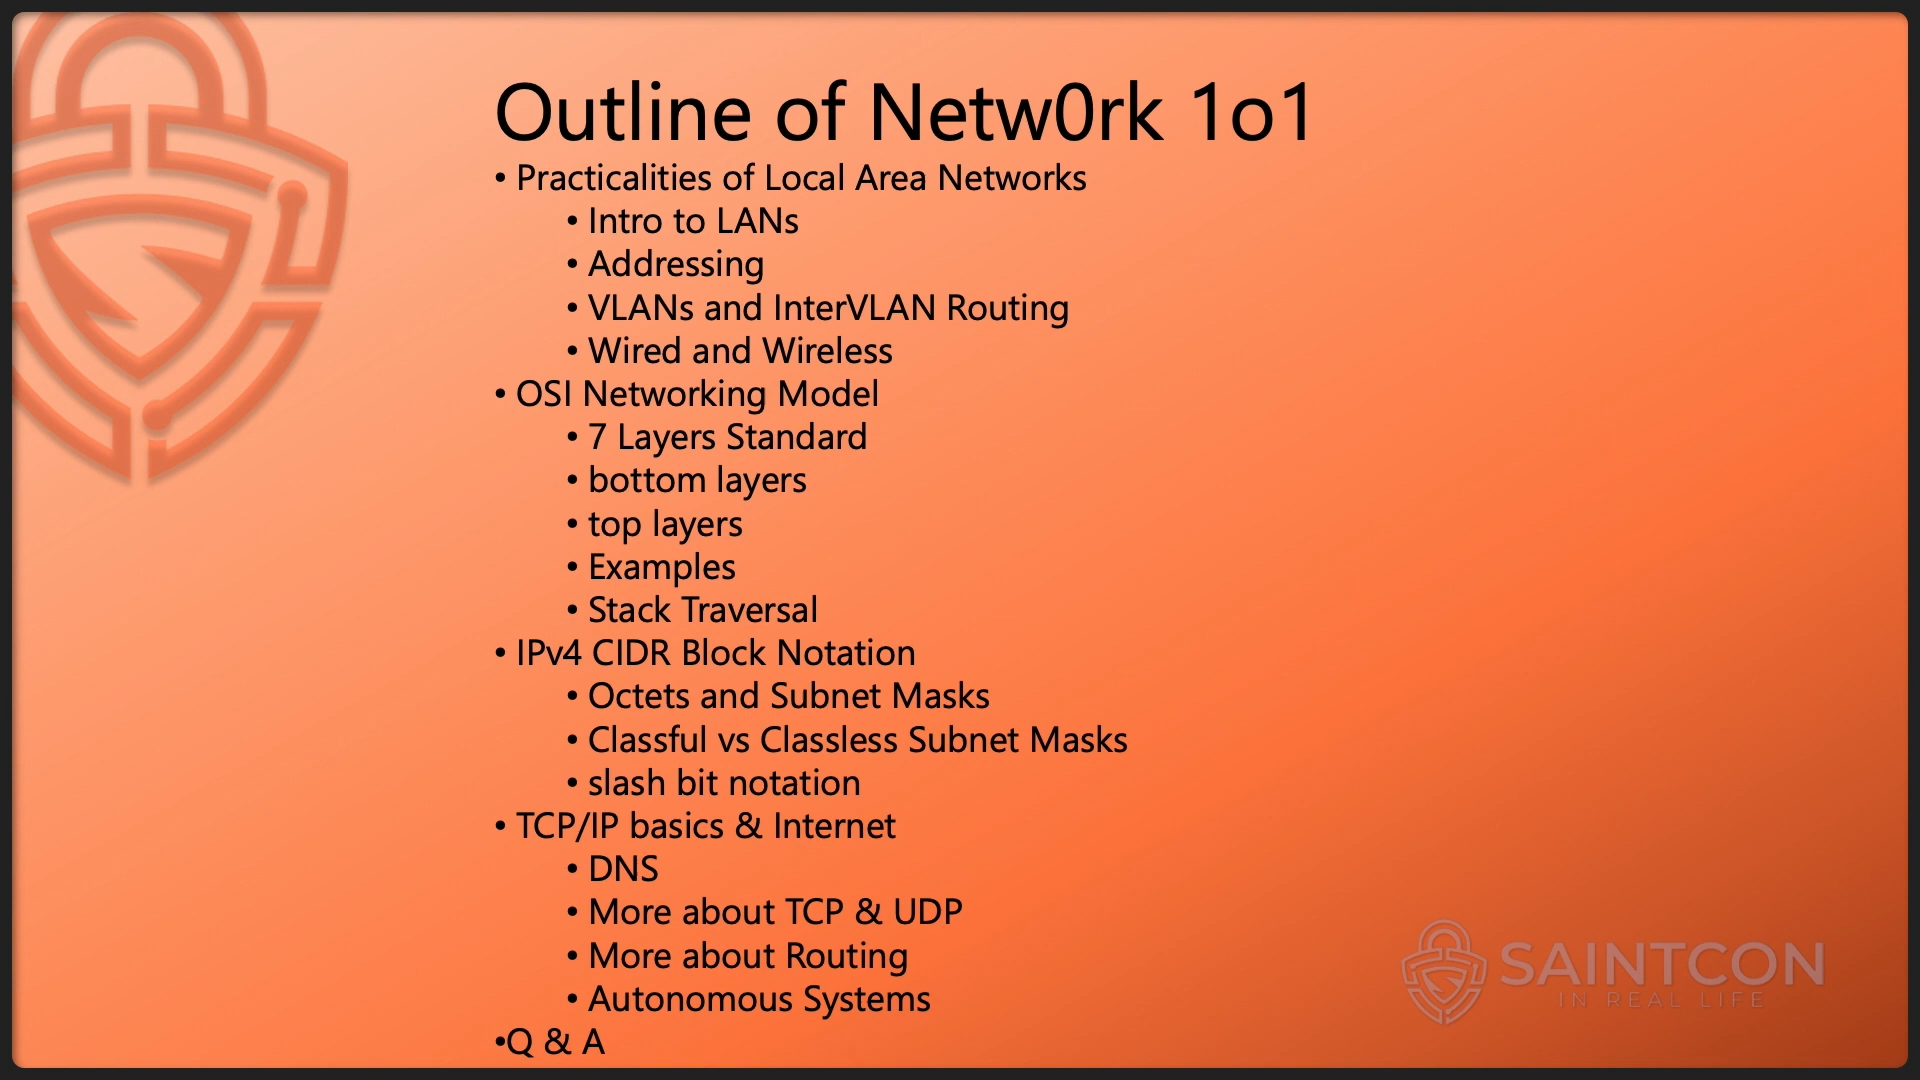 Outline of Netw0rk 1o1
• Practicalities of Local Area Networks
• Intro to LANs
• Addressing
• VLANs and InterVLAN Routing
• Wired and Wireless
• OSI Networking Model
• 7 Layers Standard
• bottom layers
• top layers
• Examples
• Stack Traversal
• IPv4 CIDR Block Notation
• Octets and Subnet Masks
• Classful vs Classless Subnet Masks
• slash bit notation
• TCP/IP basics & Internet
• DNS
• More about TCP & UDP
• More about Routing
• Autonomous Systems
•Q & A
SAINTCON
IN REAL LIFE